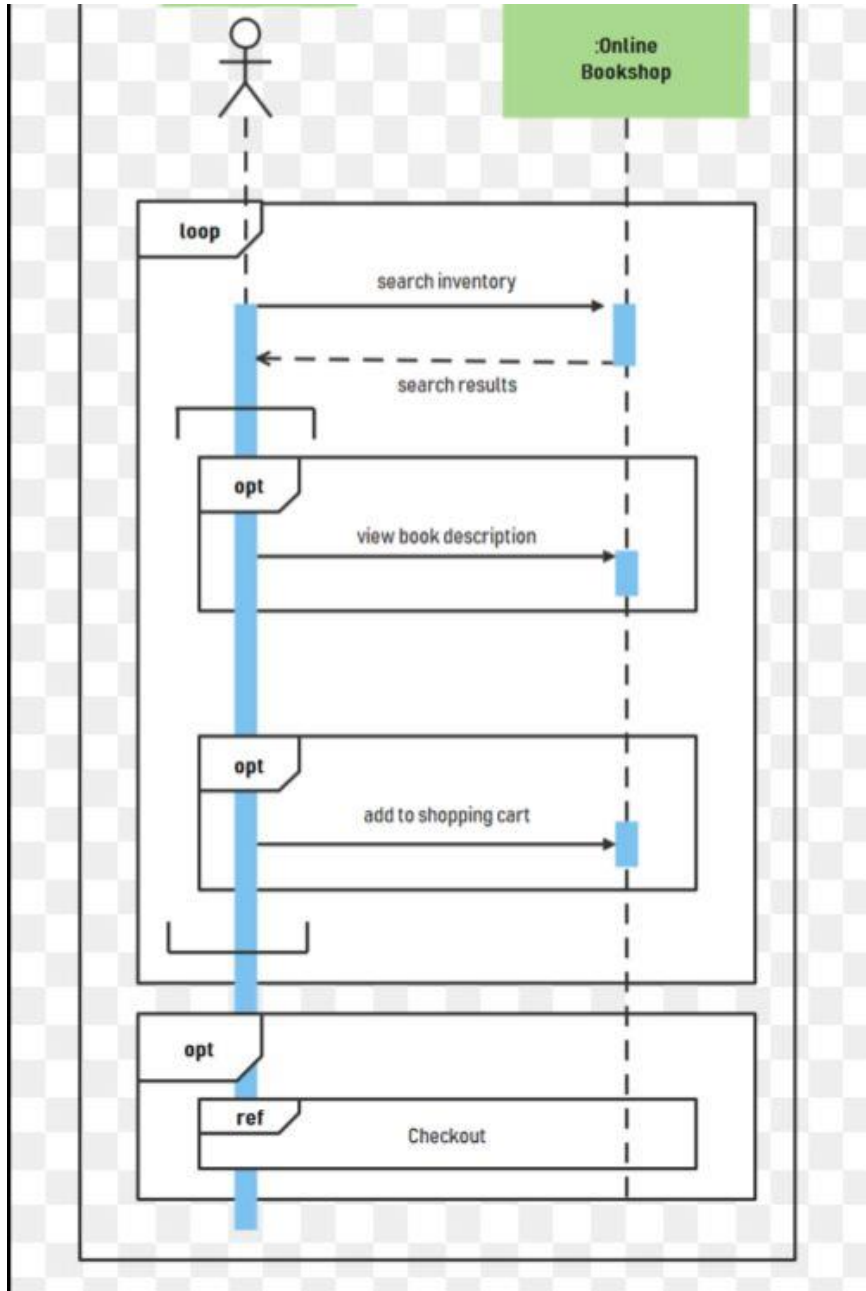 :Online
Bookshop
loop
search inventory
search results
opt
view book description
opt
add to shopping cart
opt
ref
Checkout